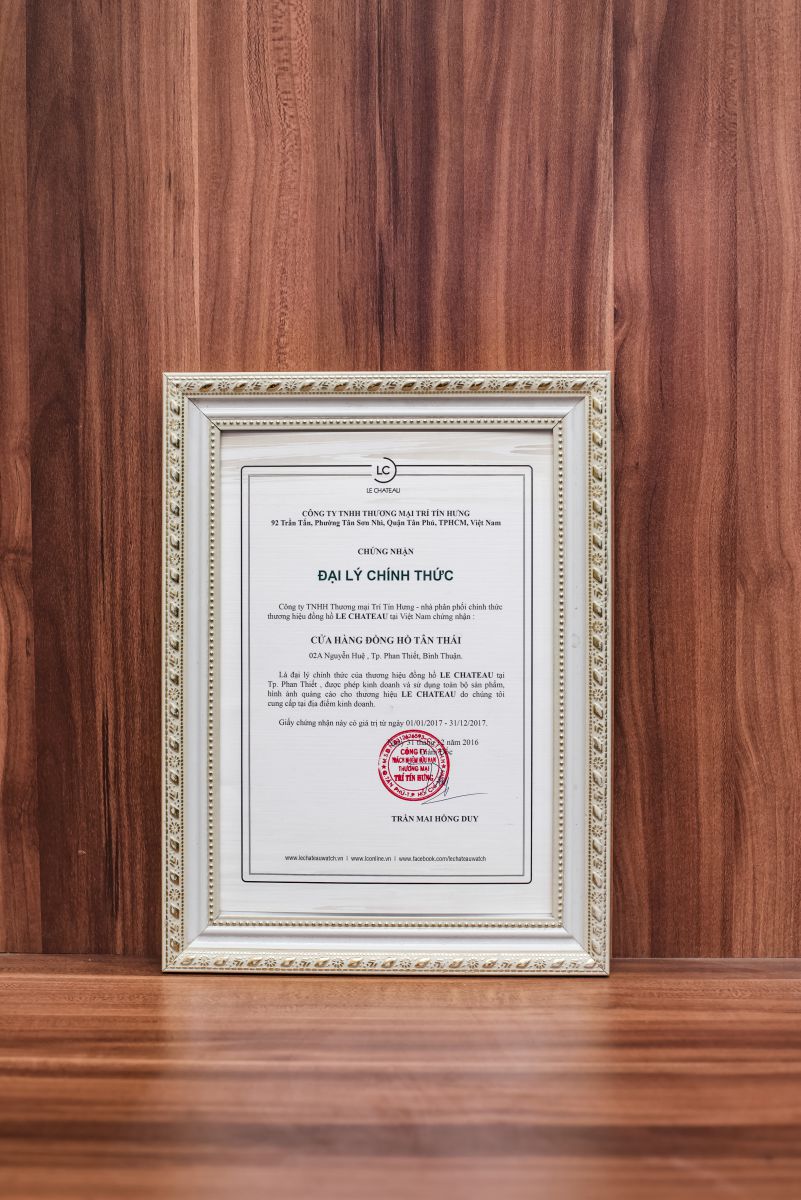 LC
LE CHATEAU
CÔNG TY TNHH THƯƠNG MẠI TRÍ TÍN HƯNG
92 Trần Tấn, Phường Tân Sơn Nhì, Quận Tân Phú, TPHCM, Việt Nam
CHỨNG NHẬN
ĐẠI LÝ CHÍNH THỨC
Công ty TNHH Thương mại Trí Tín Hưng - nhà phân phối chính thức
thương hiệu đồng hồ LE CHATEAU tại Việt Nam chứng nhận :
CỬA HÀNG ĐỒNG HỒ TÂN THÁI
02A Nguyễn Huệ , Tp. Phan Thiết, Bình Thuận.
Là đại lý chính thức của thương hiệu đồng hồ LE CHATEAU tại
Tp. Phan Thiết , được phép kinh doanh và sử dụng toàn bộ sản phẩm,
hình ảnh quảng cáo cho thương hiệu LE CHATEAU do chúng tôi
cung cấp tại địa điểm kinh doanh.
Giấy chứng nhận này có giá trị từ ngày 01/01/2017 - 31/12/2017.
31 tháng 12 năm 2016
CÔNG TY
TRÁCH NHIỆM HỮU HẠN
THƯƠNG MẠI
TRÍ TÍN HƯNG
TRẦN MAI HỒNG DUY
www.lechateauwatch.vn | www.lconline.vn | www.facebook.com/lechateauwatch